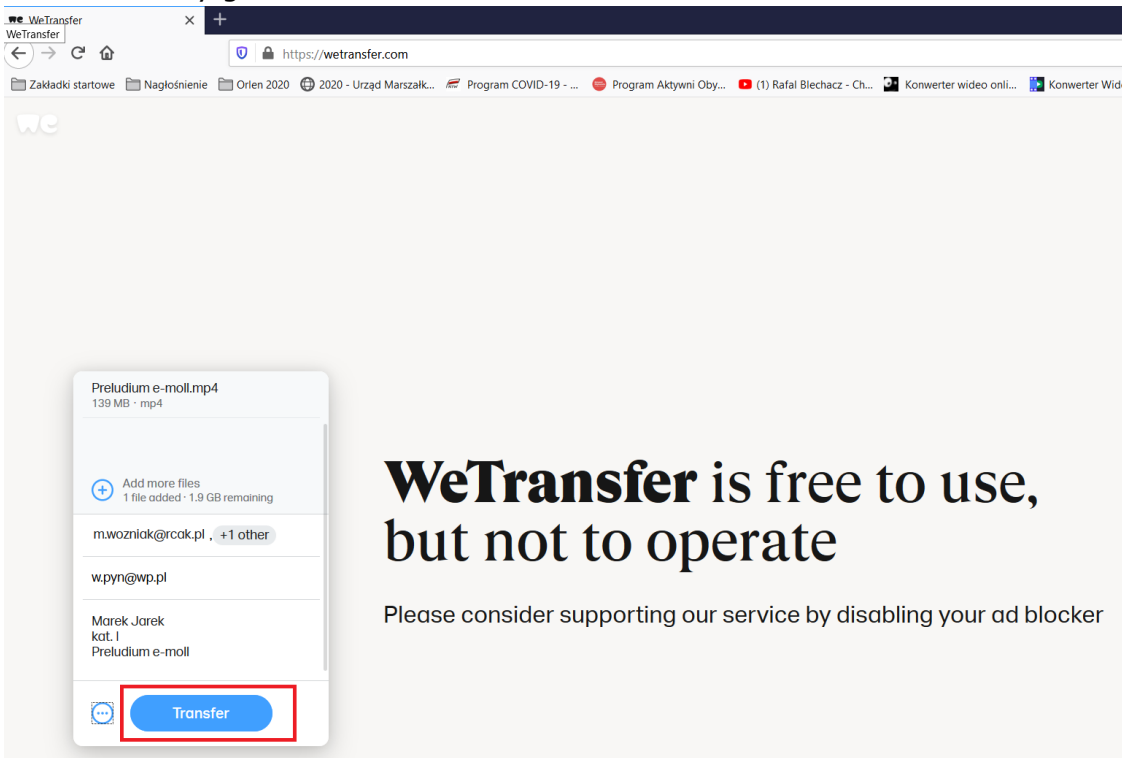 we WeTransfer
WeTransfer
https://wetransfer.com
Zakładki startowe Nagłośnienie Orlen 2020 2020 - Urząd Marszałk... Program COVID-19 - ... Program Aktywni Oby... (1) Rafal Blechacz - Ch... Konwerter wideo onli... Konwerter Wid
we
Preludium e-moll.mp4
139 MB · mp4
Add more files
1 file added · 1.9 GB remaining
m.wozniak@rcak.pl , +1 other
w.pyn@wp.pl
Marek Jarek
kat. I
Preludium e-moll
Transfer
WeTransfer is free to use,
but not to operate
Please consider supporting our service by disabling your ad blocker